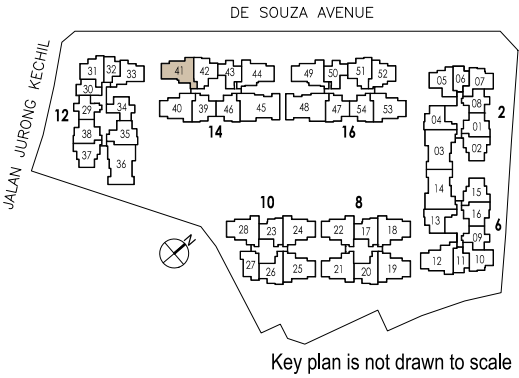 DE SOUZA AVENUE
JALAN JURONG KECHIL
31 32 33
30
29 34
12
38 35
37 36
41 42 43 44
40 39 46 45
14
49 50 51 52
48 47 54 53
16
05 06 07
08
04 01
2
03 02
14 15
13 16
6
09
12 11 10
10
28 23 24
27 26 25
8
22 17 18
21 20 19
N
Key plan is not drawn to scale